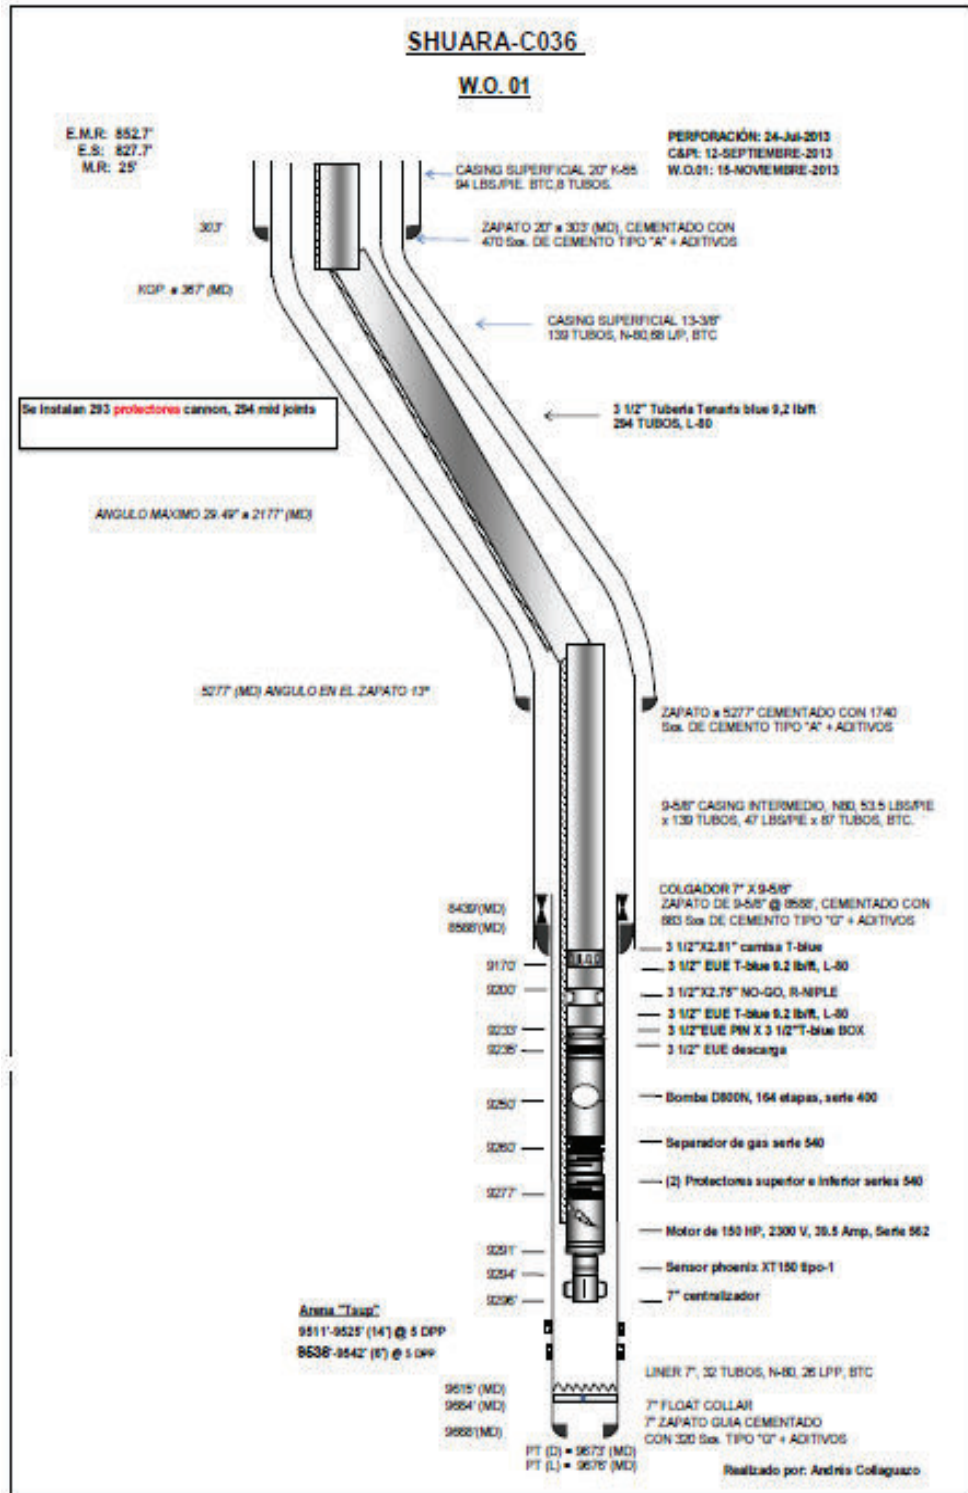 SHUARA-C036
W.O. 01
E.M.R: 852.7'
E.S: 827.7'
M.R: 25'
PERFORACIÓN: 24-Jul-2013
C&PI: 12-SEPTIEMBRE-2013
W.O.01: 15-NOVIEMBRE-2013
CASING SUPERFICIAL 20" K-55
94 LBS/PIE. BTC,8 TUBOS.
303'
ZAPATO 20" a 303' (MD), CEMENTADO CON
470 Sxs. DE CEMENTO TIPO "A" + ADITIVOS
KOP a 367' (MD)
CASING SUPERFICIAL 13-3/8"
139 TUBOS, N-80,68 L/P, BTC
Se instalan 293 protectores cannon, 294 mid joints
3 1/2" Tuberia Tenaris blue 9,2 lb/ft
294 TUBOS, L-80
ANGULO MAXIMO 29.49° a 2177' (MD)
5277' (MD) ANGULO EN EL ZAPATO 13º
ZAPATO a 5277' CEMENTADO CON 1740
Sxs. DE CEMENTO TIPO "A" + ADITIVOS
9-5/8" CASING INTERMEDIO, N80, 53.5 LBS/PIE
x 139 TUBOS, 47 LBS/PIE x 87 TUBOS, BTC.
COLGADOR 7" X 9-5/8"
8439'(MD)
ZAPATO DE 9-5/8" @ 8588', CEMENTADO CON
683 Sxs DE CEMENTO TIPO "G" + ADITIVOS
8588'(MD)
3 1/2"X2.81" camisa T-blue
9170'
3 1/2" EUE T-blue 9.2 lb/ft, L-80
9200'
3 1/2"X2.75" NO-GO, R-NIPLE
3 1/2" EUE T-blue 9.2 lb/ft, L-80
9233'
3 1/2"EUE PIN X 3 1/2"T-blue BOX
9235'
3 1/2" EUE descarga
9250'
Bomba D800N, 164 etapas, serie 400
9260'
Separador de gas serie 540
(2) Protectores superior e inferior series 540
9277'
Motor de 150 HP, 2300 V, 39.5 Amp, Serie 562
9291'
Sensor phoenix XT150 tipo-1
9294'
7" centralizador
9296'
Arena "Tsup"
9511'-9525' (14') @ 5 DPP
9536'-9542' (6') @ 5 DPP
LINER 7", 32 TUBOS, N-80, 26 LPP, BTC
9615' (MD)
9664' (MD)
7" FLOAT COLLAR
7" ZAPATO GUIA CEMENTADO
9668'(MD)
CON 320 Sxs. TIPO "G" + ADITIVOS
PT (D) = 9673' (MD)
PT (L) = 9676' (MD)
Realizado por: Andrés Collaguazo